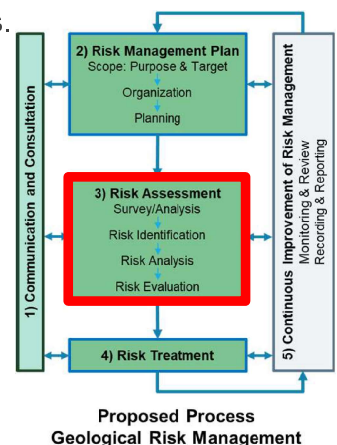 s.
1) Communication and Consultation
2) Risk Management Plan
Scope: Purpose & Target
Organization
Planning
3) Risk Assessment
Survey/Analysis
Risk Identification
Risk Analysis
Risk Evaluation
4) Risk Treatment
5) Continuous Improvement of Risk Management
Monitoring & Review
Recording & Reporting
Proposed Process
Geological Risk Management